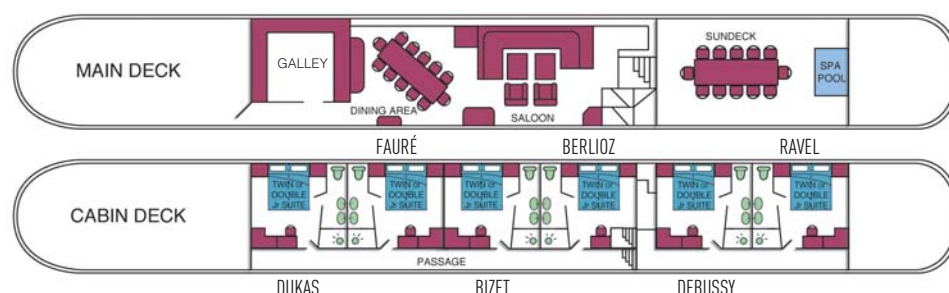 MAIN DECK
GALLEY
DINING AREA
SALOON
SUNDECK
SPA
POOL
FAURÉ
BERLIOZ
RAVEL
CABIN DECK
TWIN or
DOUBLE
Jr SUITE
TWIN or
DOUBLE
Jr SUITE
TWIN or
DOUBLE
Jr SUITE
TWIN or
DOUBLE
Jr SUITE
TWIN or
DOUBLE
Jr SUITE
TWIN or
DOUBLE
Jr SUITE
PASSAGE
DUKAS
BIZET
DEBUSSY